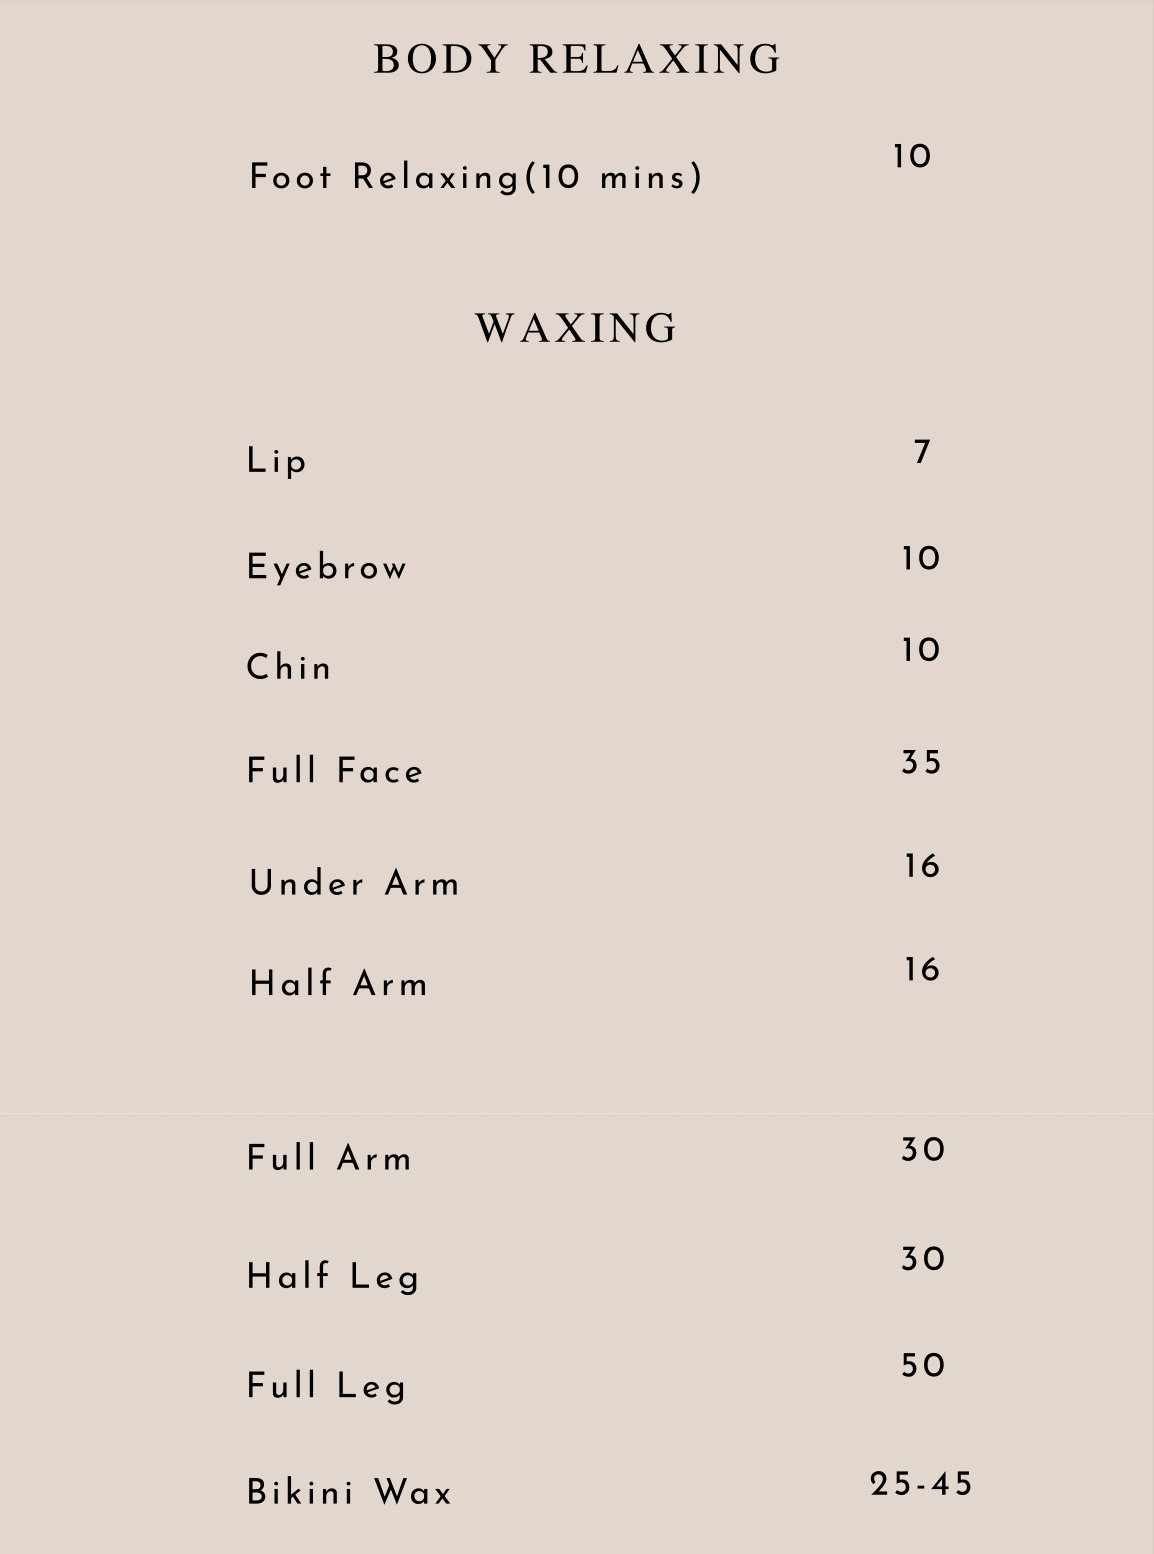 BODY RELAXING
Foot Relaxing(10 mins) 10
WAXING
Lip 7
Eyebrow 10
Chin 10
Full Face 35
Under Arm 16
Half Arm 16
Full Arm 30
Half Leg 30
Full Leg 50
Bikini Wax 25-45